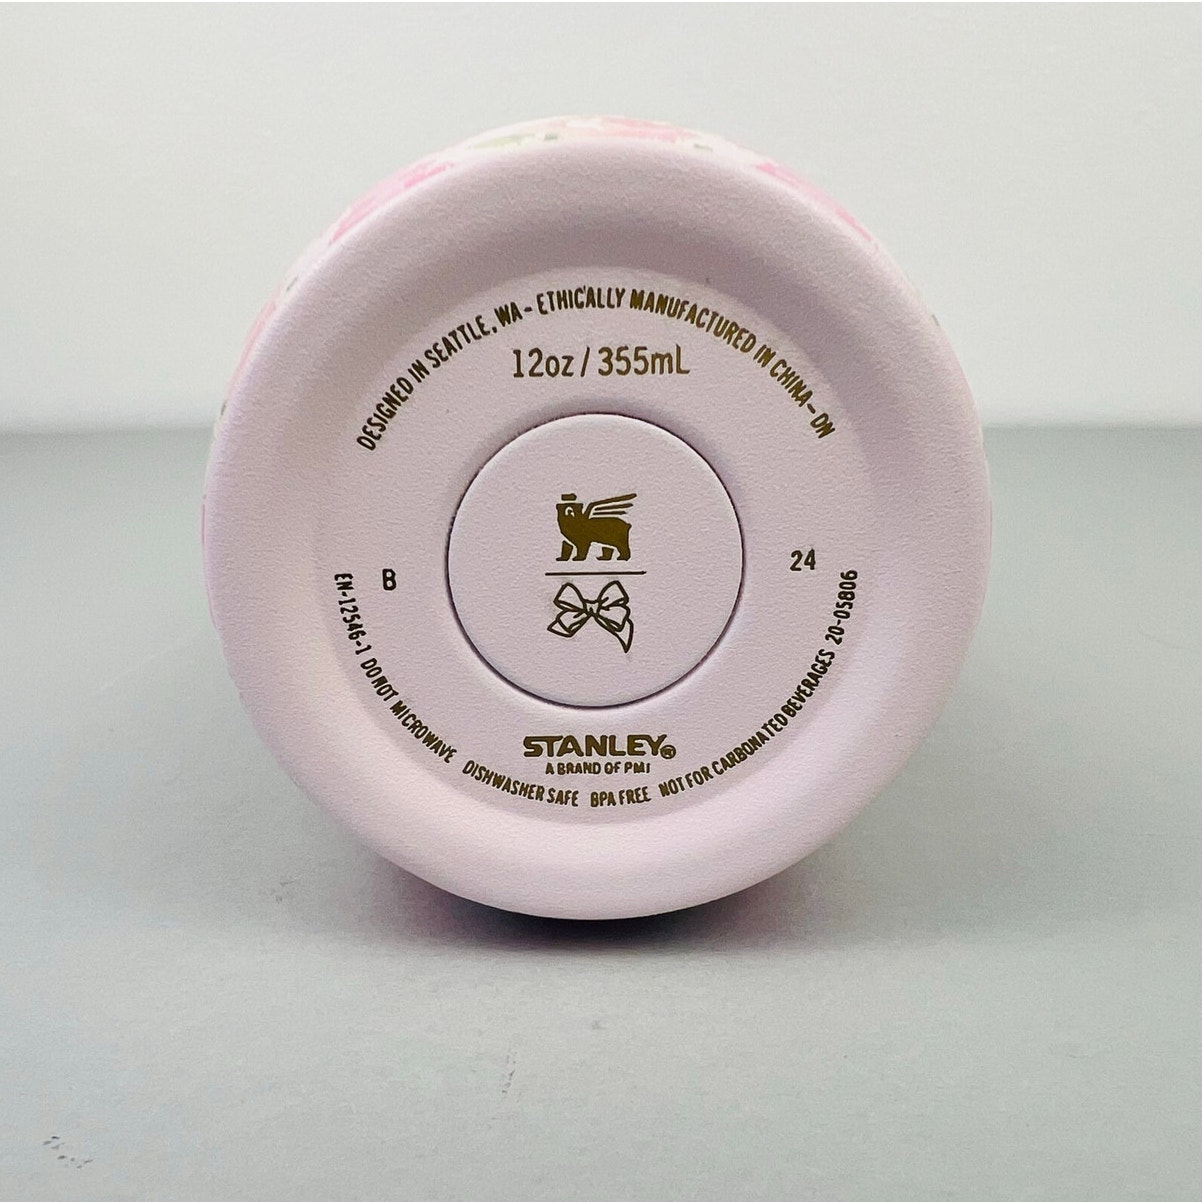 DESIGNED IN SEATTLE, WA - ETHICALLY MANUFACTURED IN CHINA - DN
12oz / 355mL
B
24
STANLEY®
A BRAND OF PMI
EN-12546-1 DO NOT MICROWAVE DISHWASHER SAFE BPA FREE NOT FOR CARBONATED BEVERAGES 20-05806